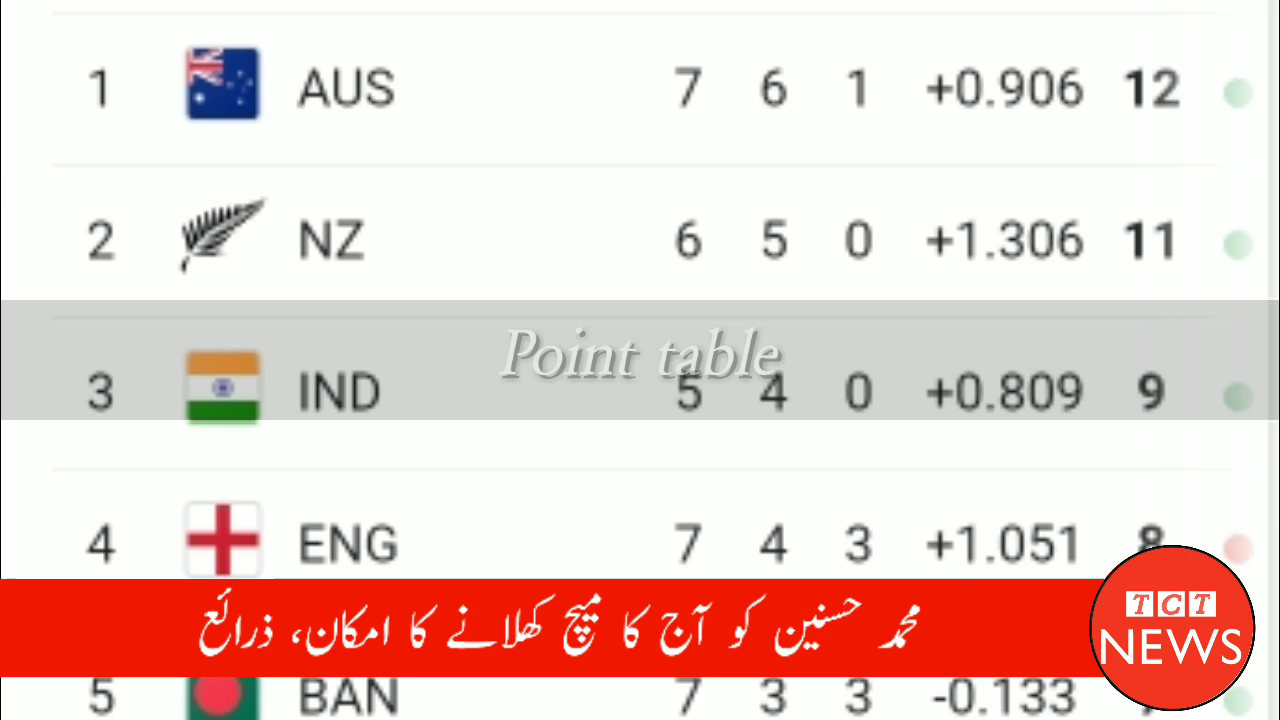 1 AUS 7 6 1 +0.906 12
2 NZ 6 5 0 +1.306 11
Point table
3 IND 5 4 0 +0.809 9
4 ENG 7 4 3 +1.051 8
محمد حسنین کو آج کا میچ کھلانے کا امکان، ذرائع
TCT
NEWS
5 BAN 7 3 3 -0.133